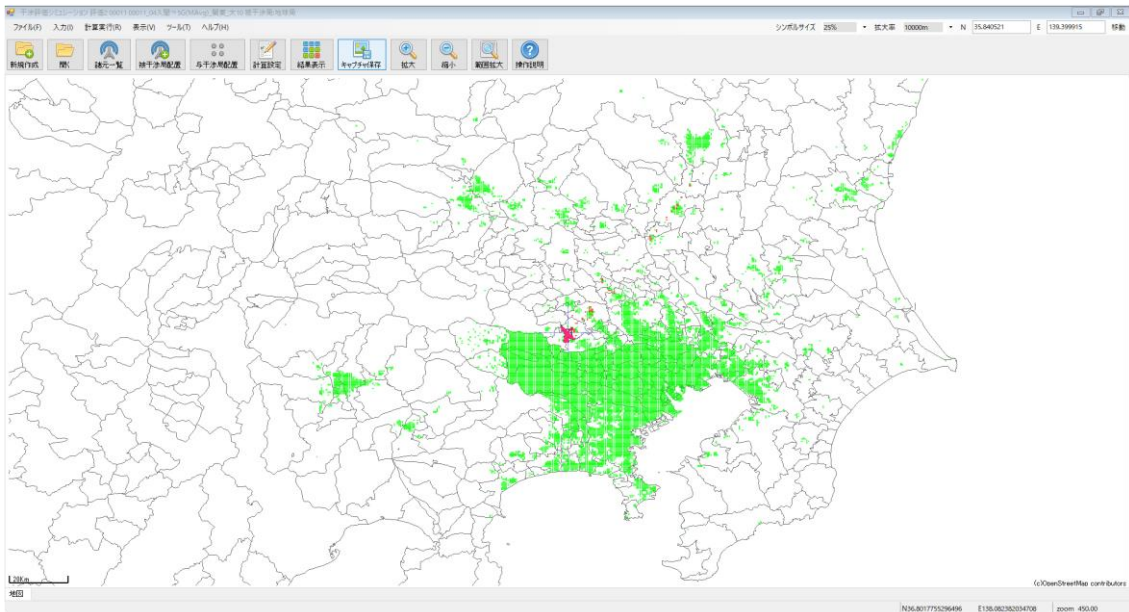 ファイル(F) 入力(I) 計算実行(R) 表示(V) ツール(T) ヘルプ(H) シンボルサイズ 25% 拡大率 10000m N 35.840521 E 139.399915 移動
新規作成 開く 諸元一覧 被干渉局配置 与干渉局配置 計算設定 結果表示 キャプチャ保存 拡大 縮小 範囲拡大 操作説明
20Km
(c)OpenStreetMap contributors
地図
N36.8017755296496 E138.082382034708 zoom 450.00